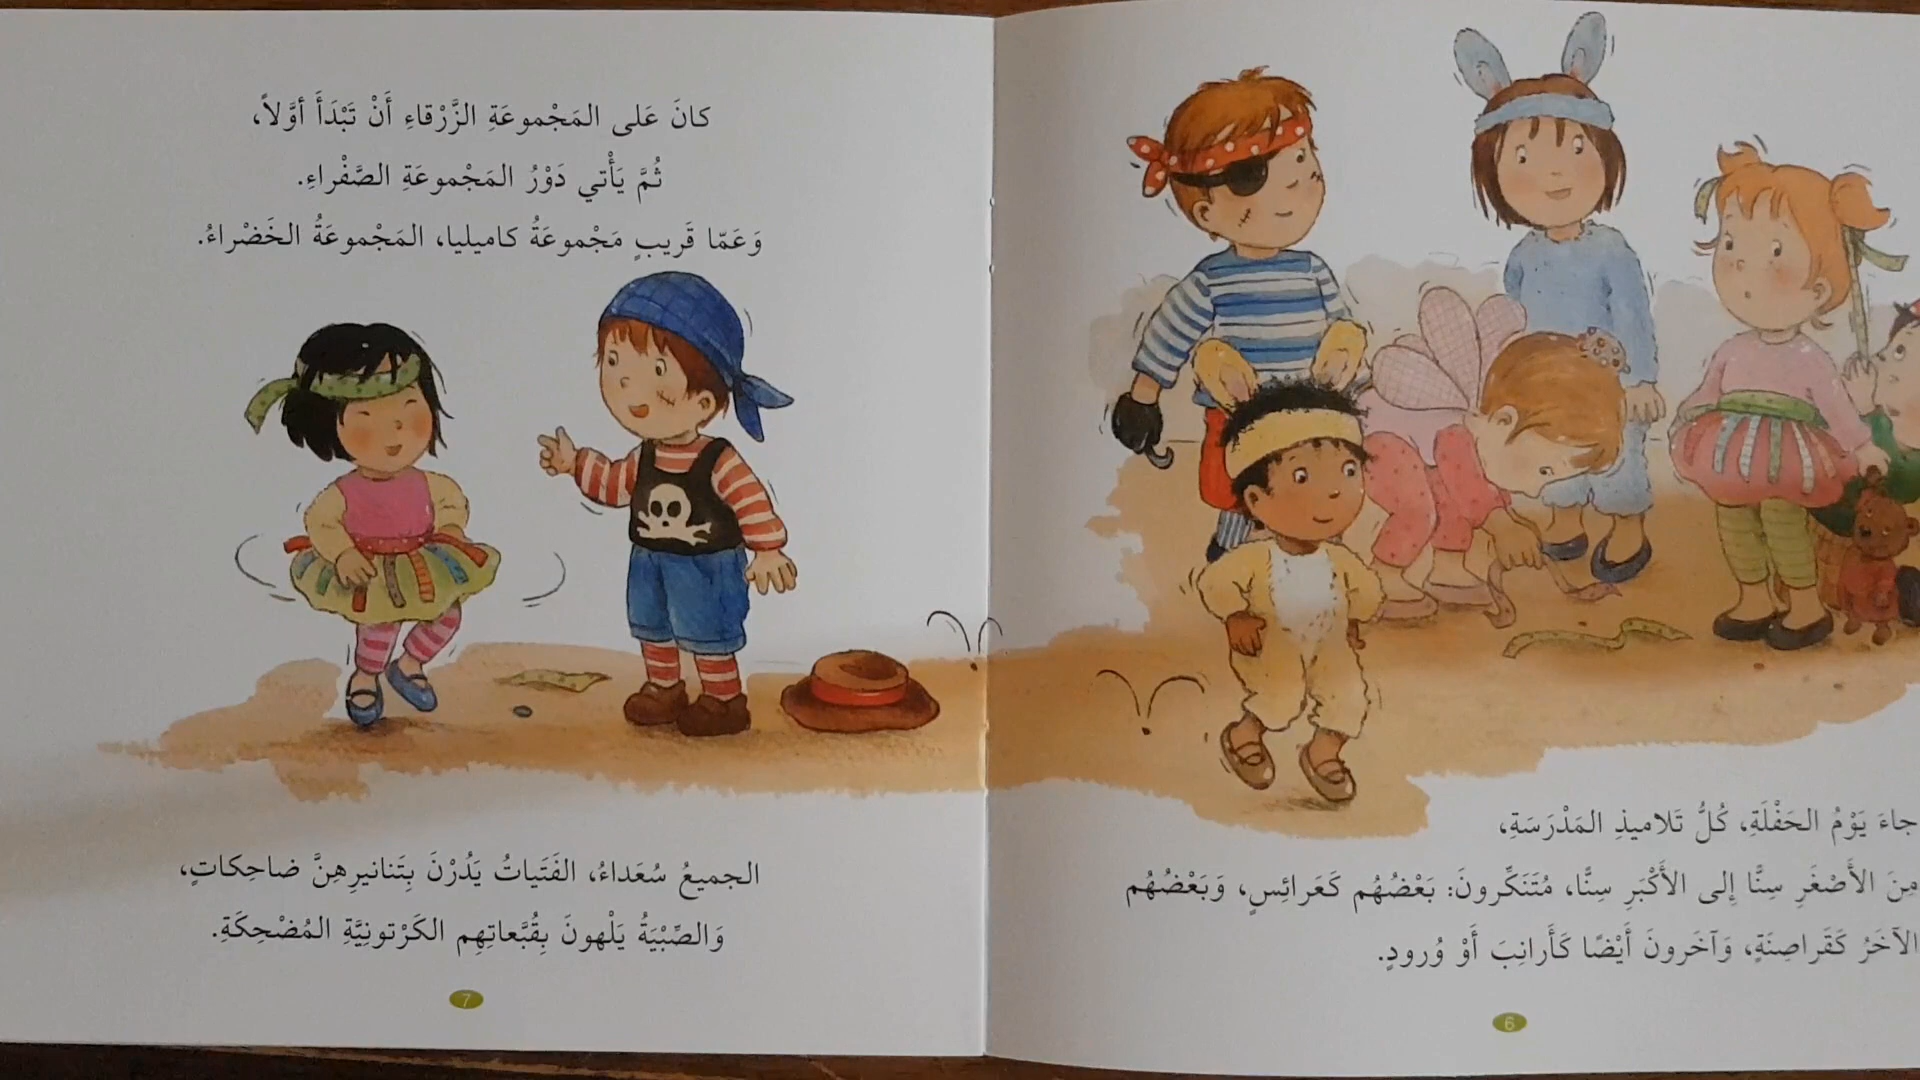 جاءَ يَوْمُ الحَفْلَةِ، كُلُّ تَلاميذِ المَدْرَسَةِ،
مِنَ الأَصْغَرِ سِنًّا إِلى الأَكْبَرِ سِنًّا، مُتَنَكِّرونَ: بَعْضُهُم كَعَرائِسٍ، وَبَعْضُهُم
الآخَرُ كَقَراصِنَةٍ، وَآخَرونَ أَيْضًا كَأَرانِبَ أَوْ وُرودٍ.
6
كانَ عَلى المَجْموعَةِ الزَّرْقاءِ أَنْ تَبْدَأَ أوَّلاً،
ثُمَّ يَأْتي دَوْرُ المَجْموعَةِ الصَّفْراءِ.
وَعَمّا قَريبٍ مَجْموعَةُ كاميليا، المَجْموعَةُ الخَضْراءُ.
الجميعُ سُعَداءُ، الفَتَياتُ يَدُرْنَ بِتَنانيرِهِنَّ ضاحِكاتٍ،
وَالصِّبْيَةُ يَلْهونَ بِقُبَّعاتِهِم الكَرْتونِيَّةِ المُضْحِكَةِ.
7